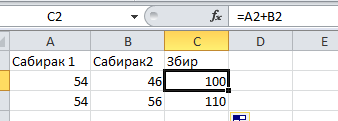 C2 fx =A2+B2
A B C D E
Сабирак 1 Сабирак2 Збир
54 46 100
54 56 110